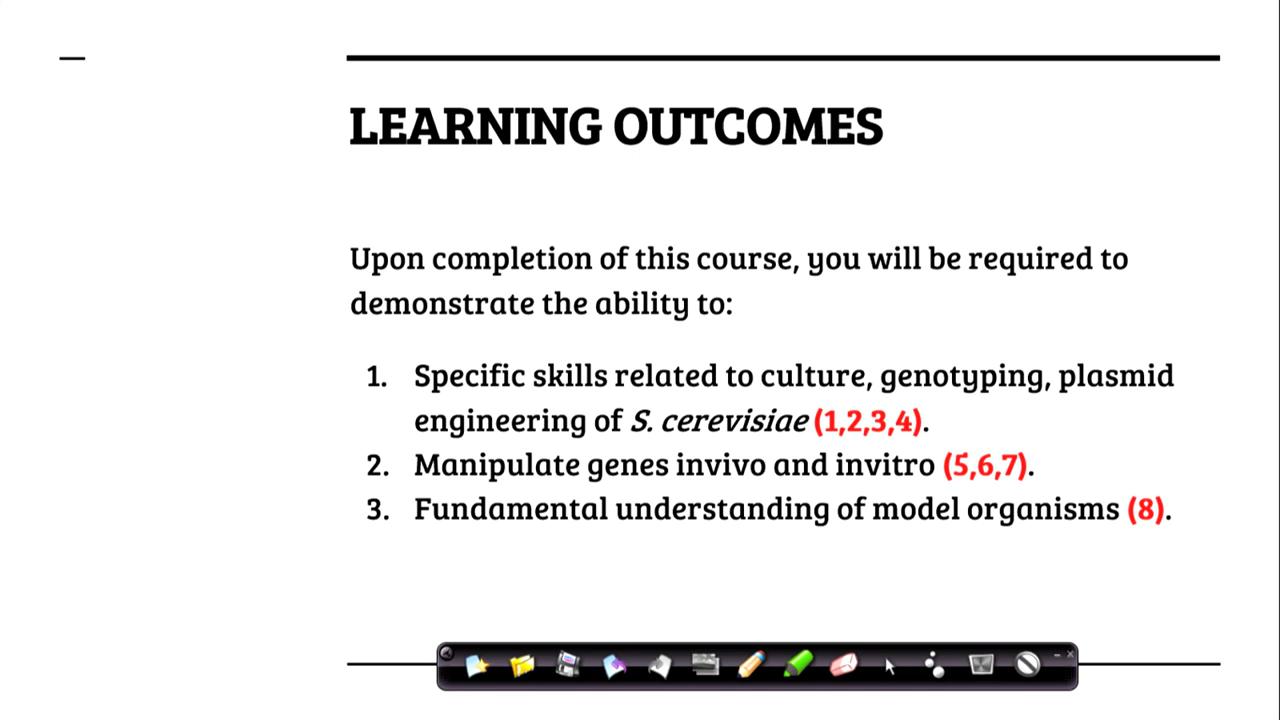 LEARNING OUTCOMES
Upon completion of this course, you will be required to
demonstrate the ability to:
1. Specific skills related to culture, genotyping, plasmid
engineering of S. cerevisiae (1,2,3,4).
2. Manipulate genes invivo and invitro (5,6,7).
3. Fundamental understanding of model organisms (8).